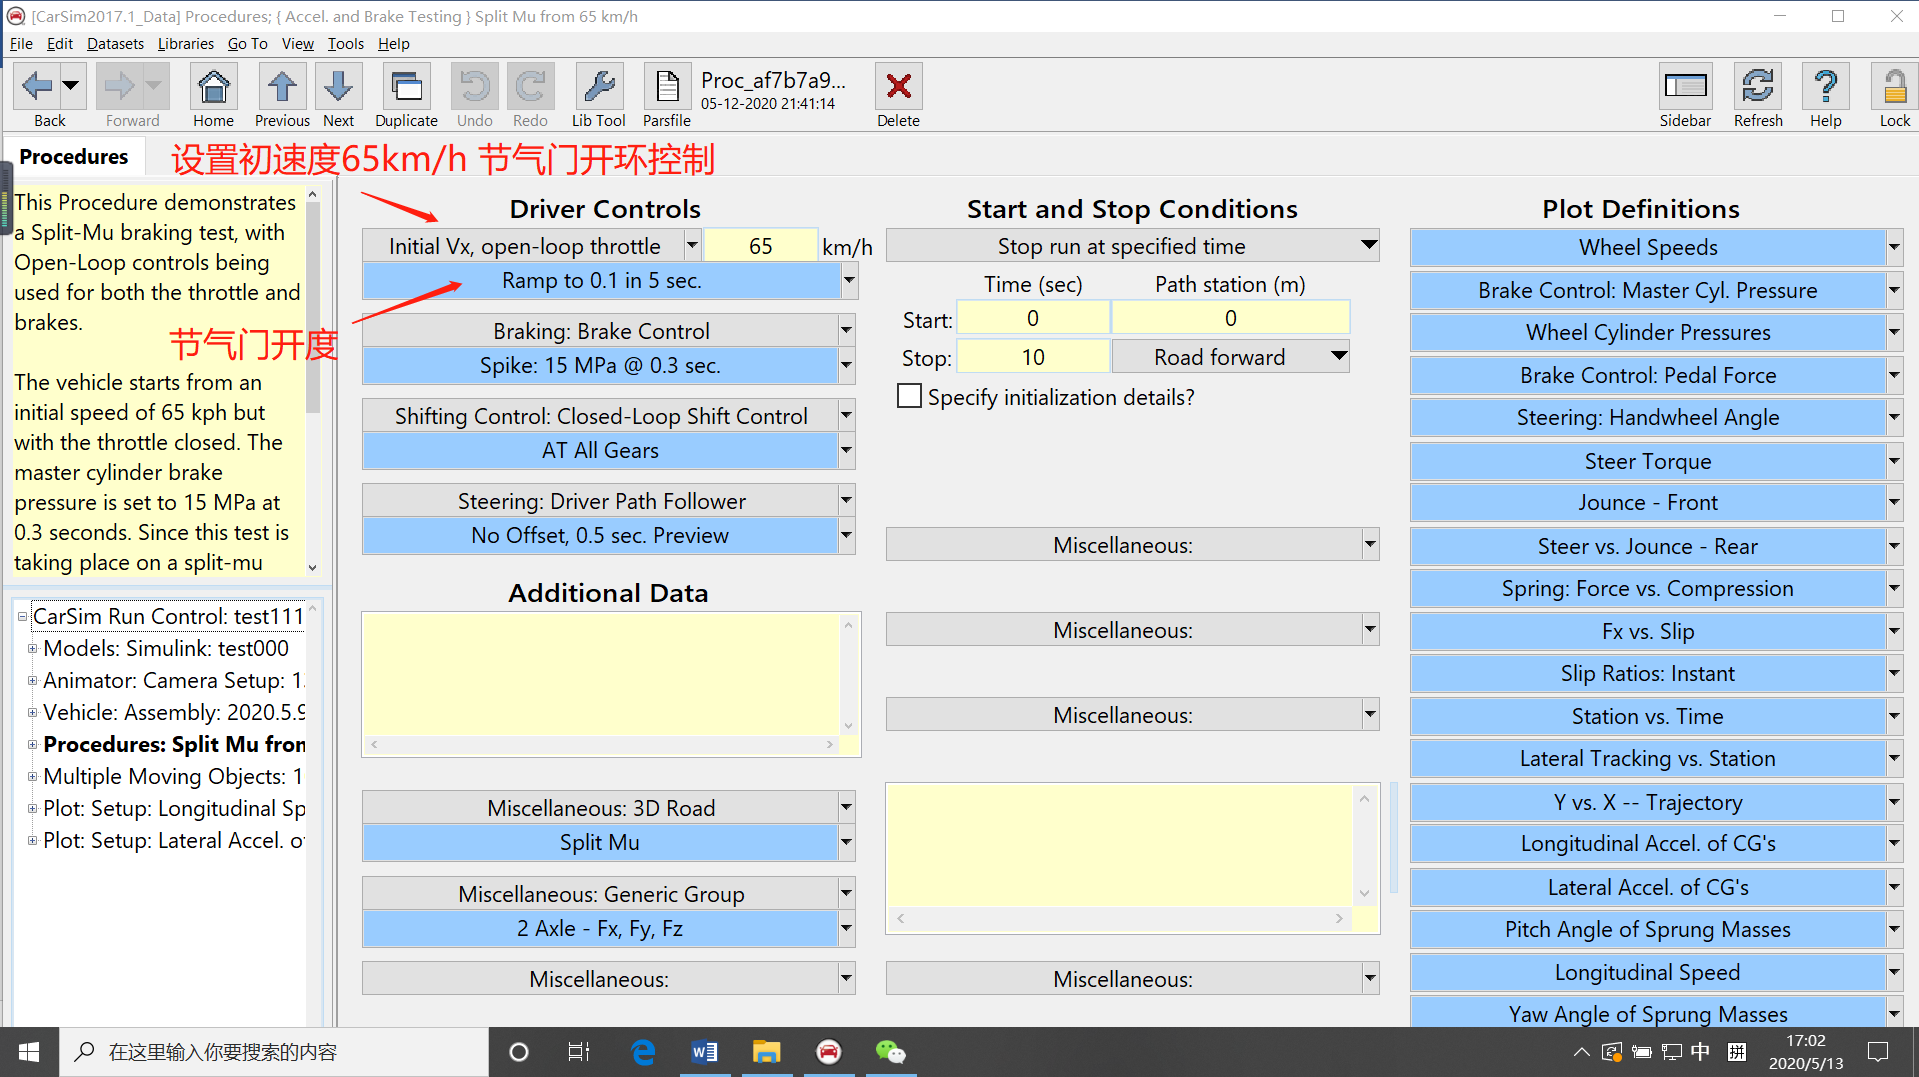 [CarSim2017.1_Data] Procedures; { Accel. and Brake Testing } Split Mu from 65 km/h
File Edit Datasets Libraries Go To View Tools Help
Back Forward Home Previous Next Duplicate Undo Redo Lib Tool Parsfile
Proc_af7b7a9...
05-12-2020 21:41:14
Delete Sidebar Refresh Help Lock
Procedures
设置初速度65km/h 节气门开环控制
节气门开度
This Procedure demonstrates
a Split-Mu braking test, with
Open-Loop controls being
used for both the throttle and
brakes.
The vehicle starts from an
initial speed of 65 kph but
with the throttle closed. The
master cylinder brake
pressure is set to 15 MPa at
0.3 seconds. Since this test is
taking place on a split-mu
CarSim Run Control: test111
Models: Simulink: test000
Animator: Camera Setup: 1
Vehicle: Assembly: 2020.5.9
Procedures: Split Mu fron
Multiple Moving Objects: 1
Plot: Setup: Longitudinal Sp
Plot: Setup: Lateral Accel. o
Driver Controls
Initial Vx, open-loop throttle 65 km/h
Ramp to 0.1 in 5 sec.
Braking: Brake Control
Spike: 15 MPa @ 0.3 sec.
Shifting Control: Closed-Loop Shift Control
AT All Gears
Steering: Driver Path Follower
No Offset, 0.5 sec. Preview
Additional Data
Miscellaneous: 3D Road
Split Mu
Miscellaneous: Generic Group
2 Axle - Fx, Fy, Fz
Miscellaneous:
Start and Stop Conditions
Stop run at specified time
Time (sec) Path station (m)
Start: 0 0
Stop: 10 Road forward
Specify initialization details?
Miscellaneous:
Miscellaneous:
Miscellaneous:
Miscellaneous:
Plot Definitions
Wheel Speeds
Brake Control: Master Cyl. Pressure
Wheel Cylinder Pressures
Brake Control: Pedal Force
Steering: Handwheel Angle
Steer Torque
Jounce - Front
Steer vs. Jounce - Rear
Spring: Force vs. Compression
Fx vs. Slip
Slip Ratios: Instant
Station vs. Time
Lateral Tracking vs. Station
Y vs. X -- Trajectory
Longitudinal Accel. of CG's
Lateral Accel. of CG's
Pitch Angle of Sprung Masses
Longitudinal Speed
Yaw Angle of Sprung Masses
在这里输入你要搜索的内容
中 拼
17:02
2020/5/13